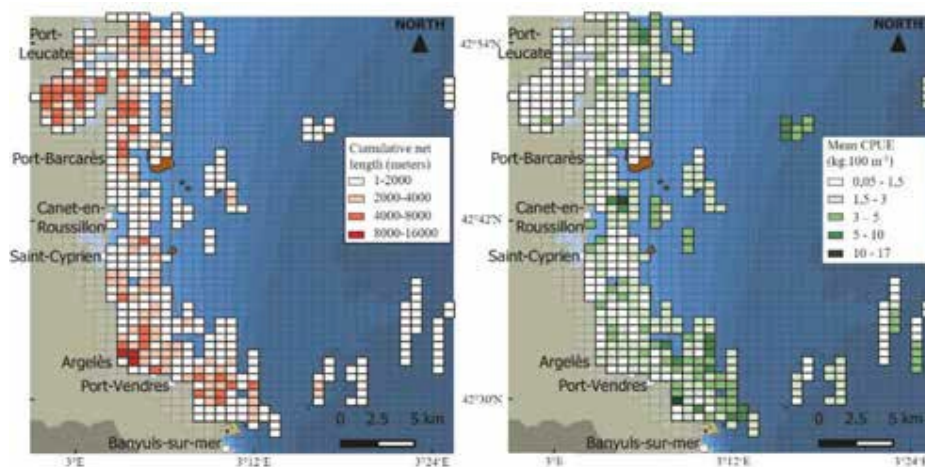 NORTH
Port-
Leucate
Port-Barcarès
Canet-en-
Roussillon
Saint-Cyprien
Argelès
Port-Vendres
Banyuls-sur-mer
Cumulative net
length (meters)
1-2000
2000-4000
4000-8000
8000-16000
0 2.5 5 km
3°E 3°12'E 3°24'E
42°54'N
42°42'N
42°30'N
NORTH
Port-
Leucate
Port-Barcarès
Canet-en-
Roussillon
Saint-Cyprien
Argelès
Port-Vendres
Banyuls-sur-mer
Mean CPUE
(kg.100 m⁻¹)
0,05 - 1,5
1,5 - 3
3 - 5
5 - 10
10 - 17
0 2.5 5 km
3°E 3°12'E 3°24'E